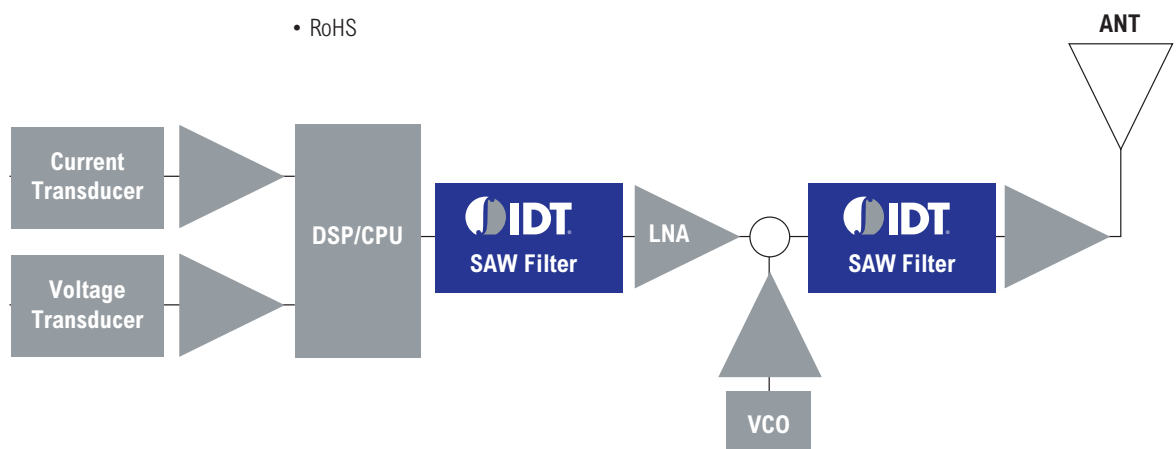 • RoHS
ANT
Current
Transducer
Voltage
Transducer
DSP/CPU
IDT.
SAW Filter
LNA
IDT.
SAW Filter
VCO